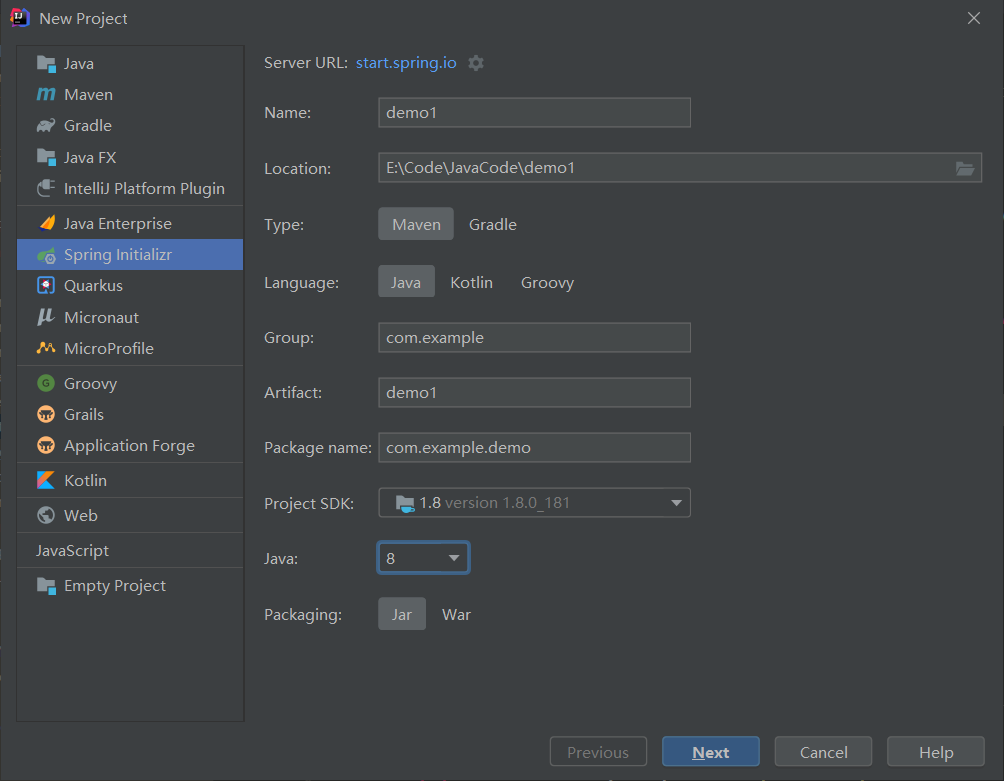 New Project
Java
Maven
Gradle
Java FX
IntelliJ Platform Plugin
Java Enterprise
Spring Initializr
Quarkus
Micronaut
MicroProfile
Groovy
Grails
Application Forge
Kotlin
Web
JavaScript
Empty Project
Server URL: start.spring.io
Name: demo1
Location: E:\Code\JavaCode\demo1
Type: Maven Gradle
Language: Java Kotlin Groovy
Group: com.example
Artifact: demo1
Package name: com.example.demo
Project SDK: 1.8 version 1.8.0_181
Java: 8
Packaging: Jar War
Previous Next Cancel Help